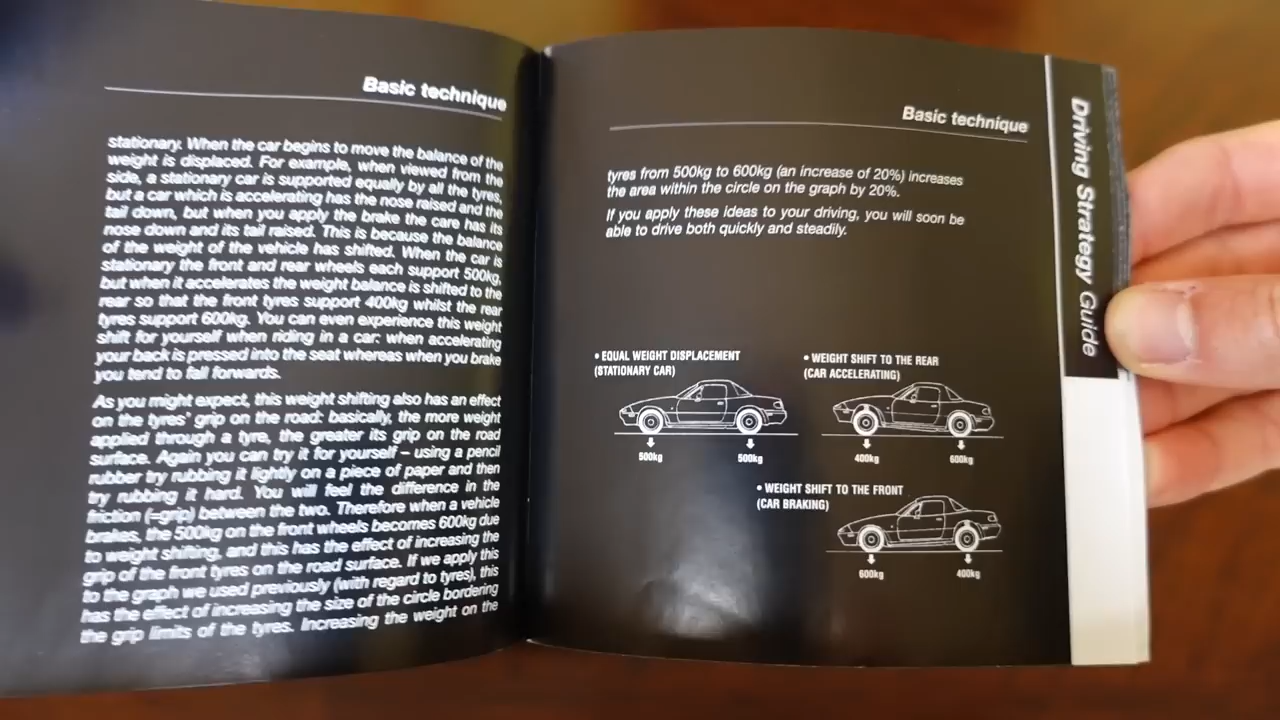 Basic technique
stationary. When the car begins to move the balance of the
weight is displaced. For example, when viewed from the
side, a stationary car is supported equally by all the tyres,
but a car which is accelerating has the nose raised and the
tail down, but when you apply the brake the care has its
nose down and its tail raised. This is because the balance
of the weight of the vehicle has shifted. When the car is
stationary the front and rear wheels each support 500kg,
but when it accelerates the weight balance is shifted to the
rear so that the front tyres support 400kg whilst the rear
tyres support 600kg. You can even experience this weight
shift for yourself when riding in a car: when accelerating
your back is pressed into the seat whereas when you brake
you tend to fall forwards.
As you might expect, this weight shifting also has an effect
on the tyres' grip on the road: basically, the more weight
applied through a tyre, the greater its grip on the road
surface. Again you can try it for yourself – using a pencil
rubber try rubbing it lightly on a piece of paper and then
try rubbing it hard. You will feel the difference in the
friction (=grip) between the two. Therefore when a vehicle
brakes, the 500kg on the front wheels becomes 600kg due
to weight shifting, and this has the effect of increasing the
grip of the front tyres on the road surface. If we apply this
to the graph we used previously (with regard to tyres), this
has the effect of increasing the size of the circle bordering
the grip limits of the tyres. Increasing the weight on the
Basic technique
tyres from 500kg to 600kg (an increase of 20%) increases
the area within the circle on the graph by 20%.
If you apply these ideas to your driving, you will soon be
able to drive both quickly and steadily.
• EQUAL WEIGHT DISPLACEMENT
(STATIONARY CAR)
500kg 500kg
• WEIGHT SHIFT TO THE REAR
(CAR ACCELERATING)
400kg 600kg
• WEIGHT SHIFT TO THE FRONT
(CAR BRAKING)
600kg 400kg
Driving Strategy Guide